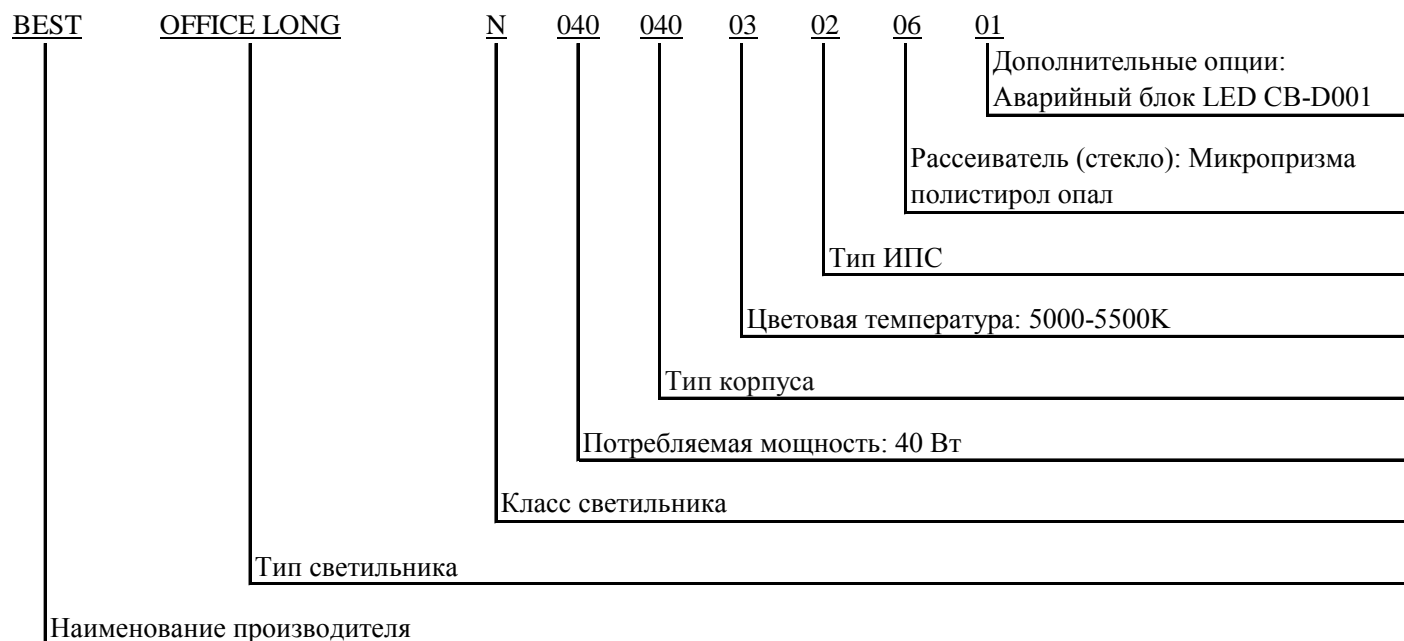 BEST OFFICE LONG N 040 040 03 02 06 01
Дополнительные опции:
Аварийный блок LED CB-D001
Рассеиватель (стекло): Микропризма
полистирол опал
Тип ИПС
Цветовая температура: 5000-5500K
Тип корпуса
Потребляемая мощность: 40 Вт
Класс светильника
Тип светильника
Наименование производителя